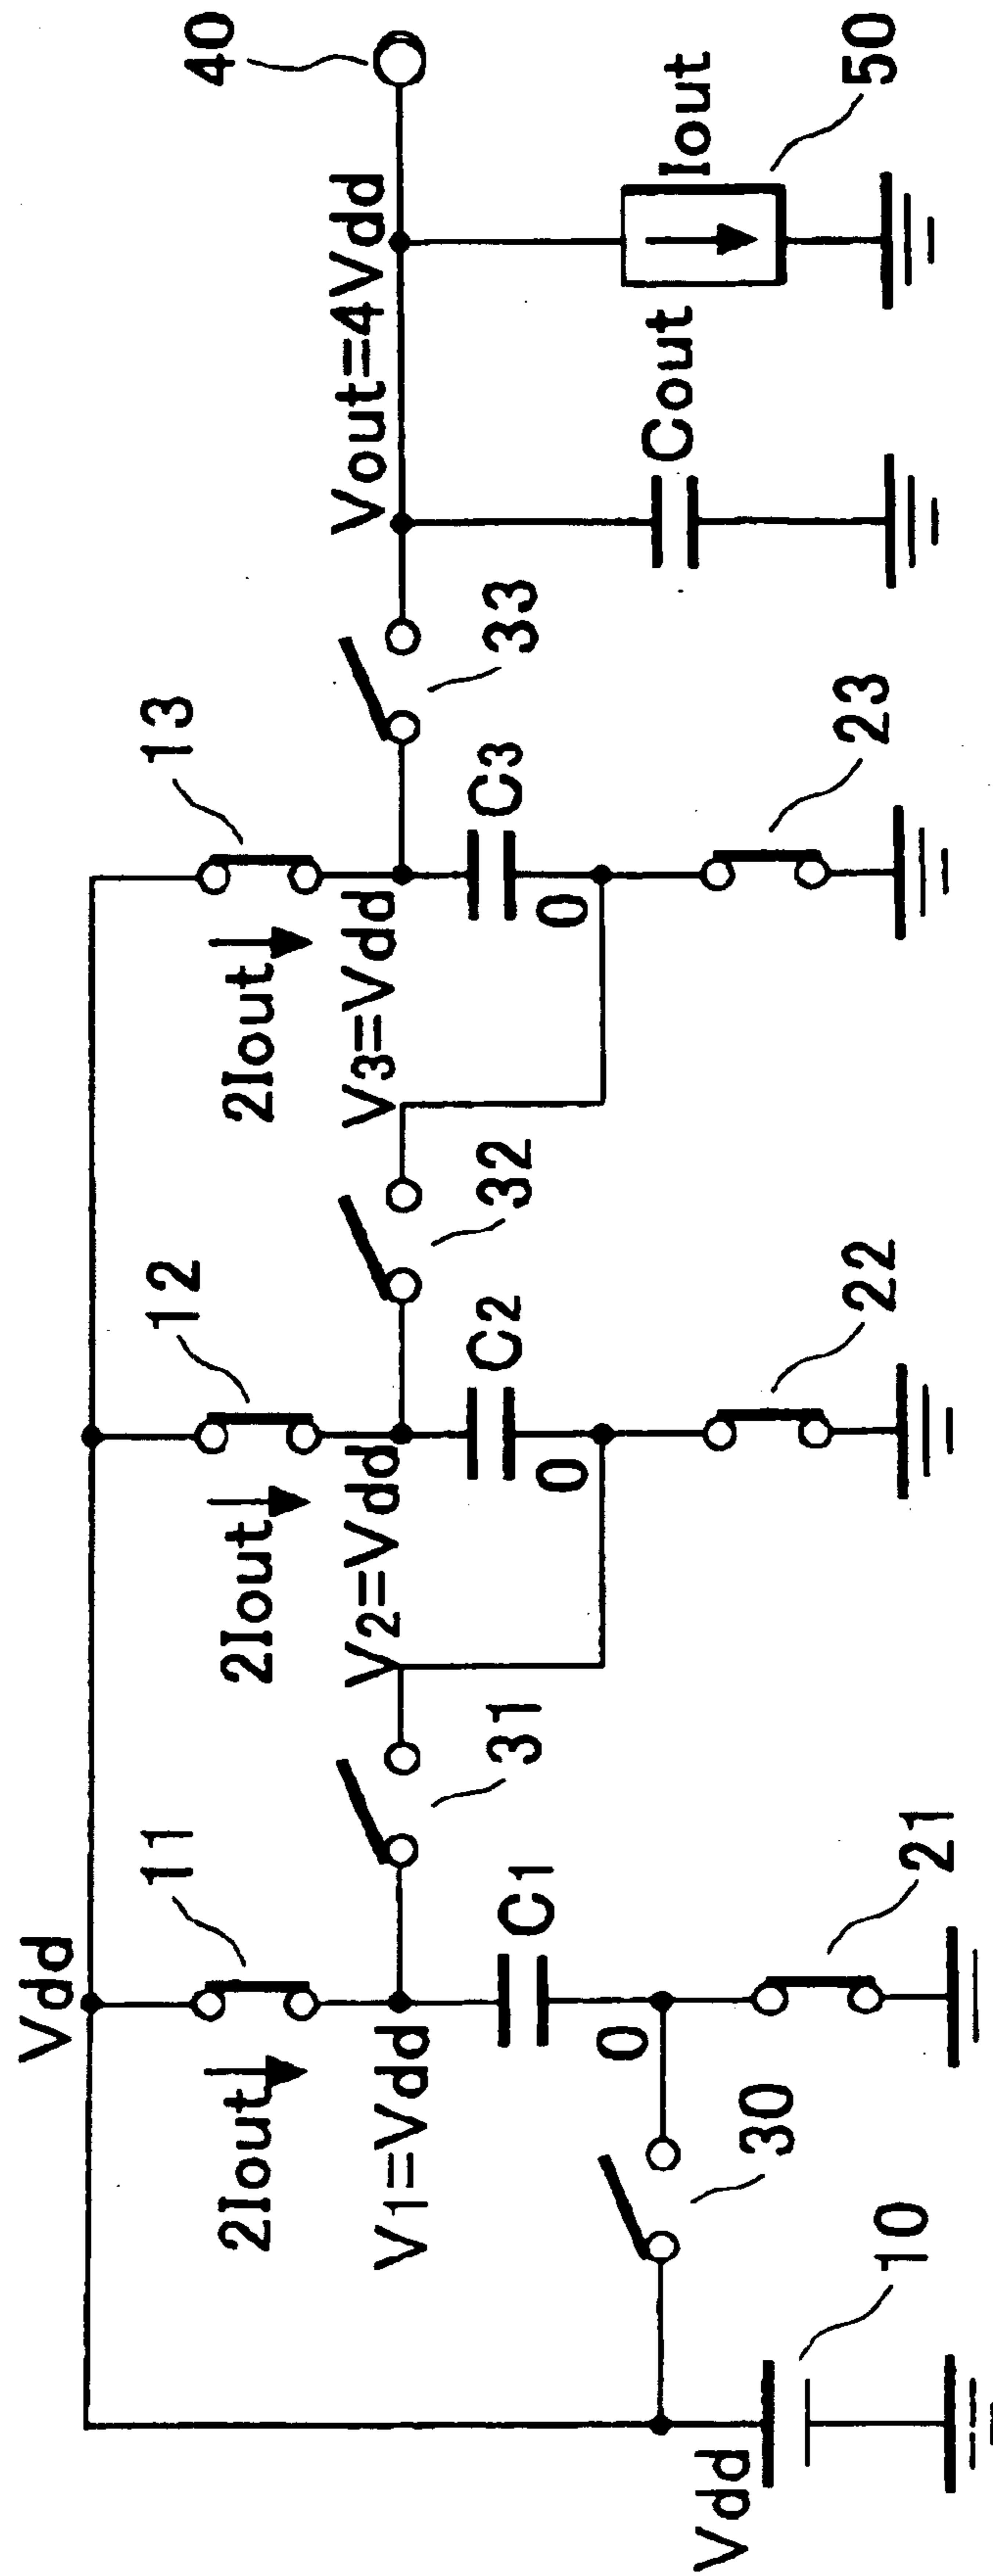 Vdd
11
12
13
40
2Iout
2Iout
2Iout
V1=Vdd
V2=Vdd
V3=Vdd
Vout=4Vdd
31
32
33
C1
C2
C3
Cout
Iout
0
0
0
30
21
22
23
50
Vdd
10